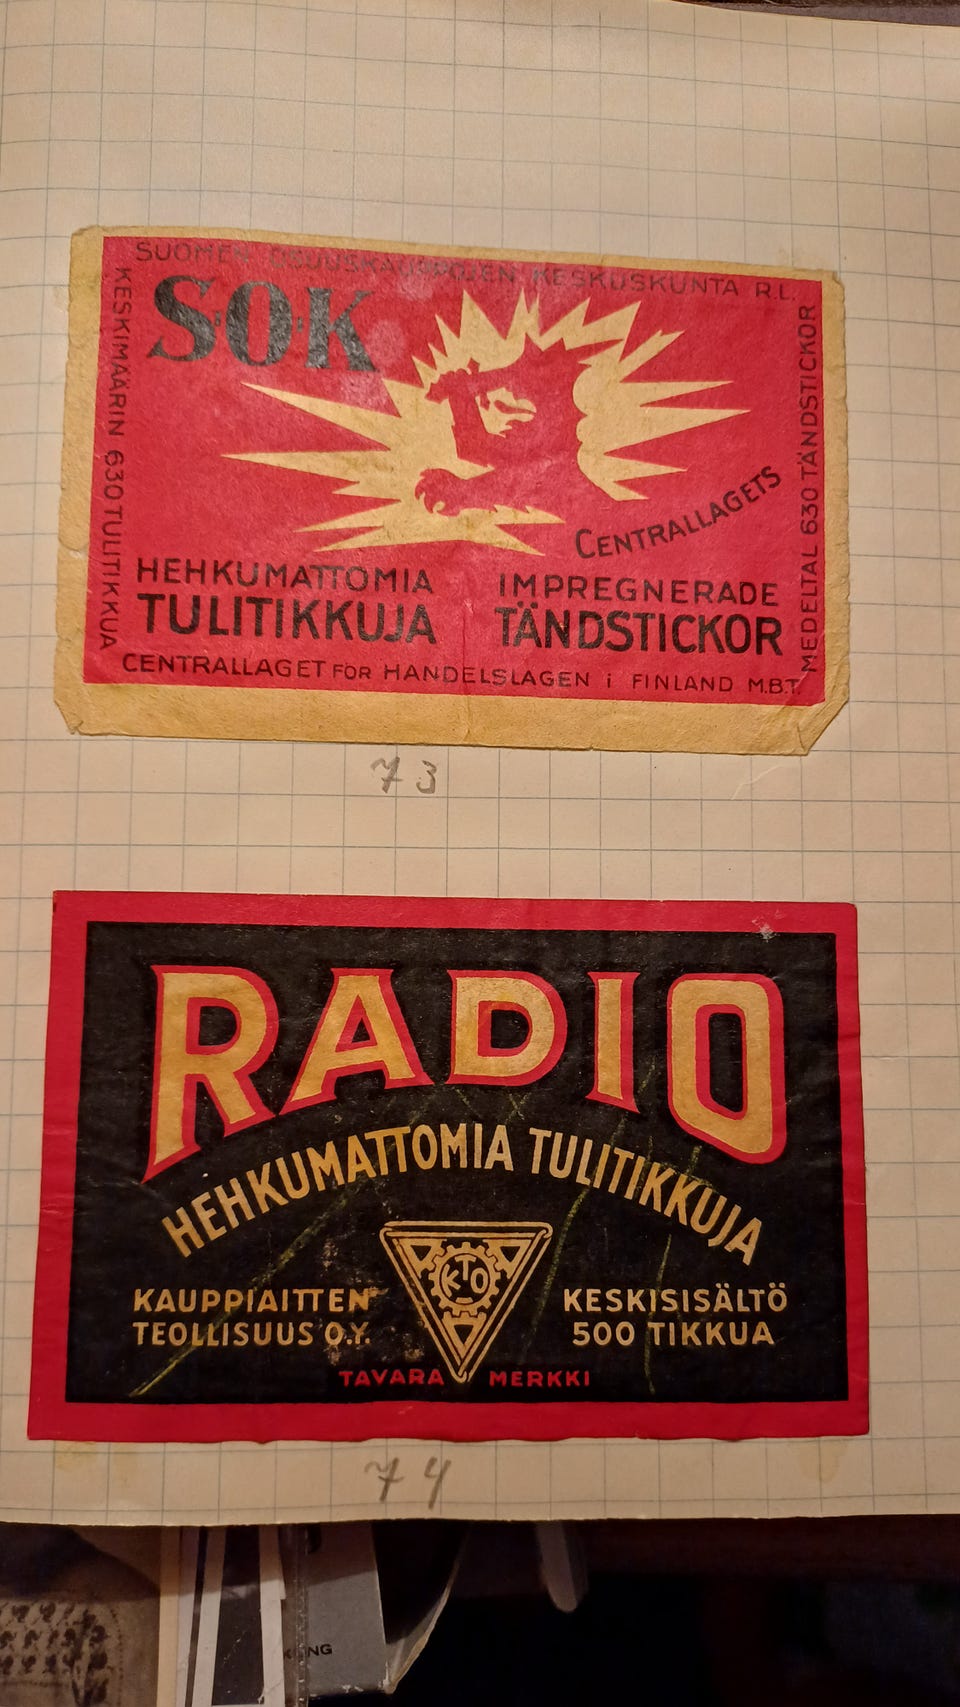 SUOMEN OSUUSKAUPPOJEN KESKUSKUNTA R.L.
S.O.K
KESKIMÄÄRIN 630 TULITIKKUA
MEDELTAL 630 TÄNDSTICKOR
CENTRALLAGETS
HEHKUMATTOMIA
TULITIKKUJA
IMPREGNERADE
TÄNDSTICKOR
CENTRALLAGET FÖR HANDELSLAGEN i FINLAND M.B.T.
73
RADIO
HEHKUMATTOMIA TULITIKKUJA
KTO
KAUPPIAITTEN
TEOLLISUUS O.Y.
KESKISISÄLTÖ
500 TIKKUA
TAVARA MERKKI
74